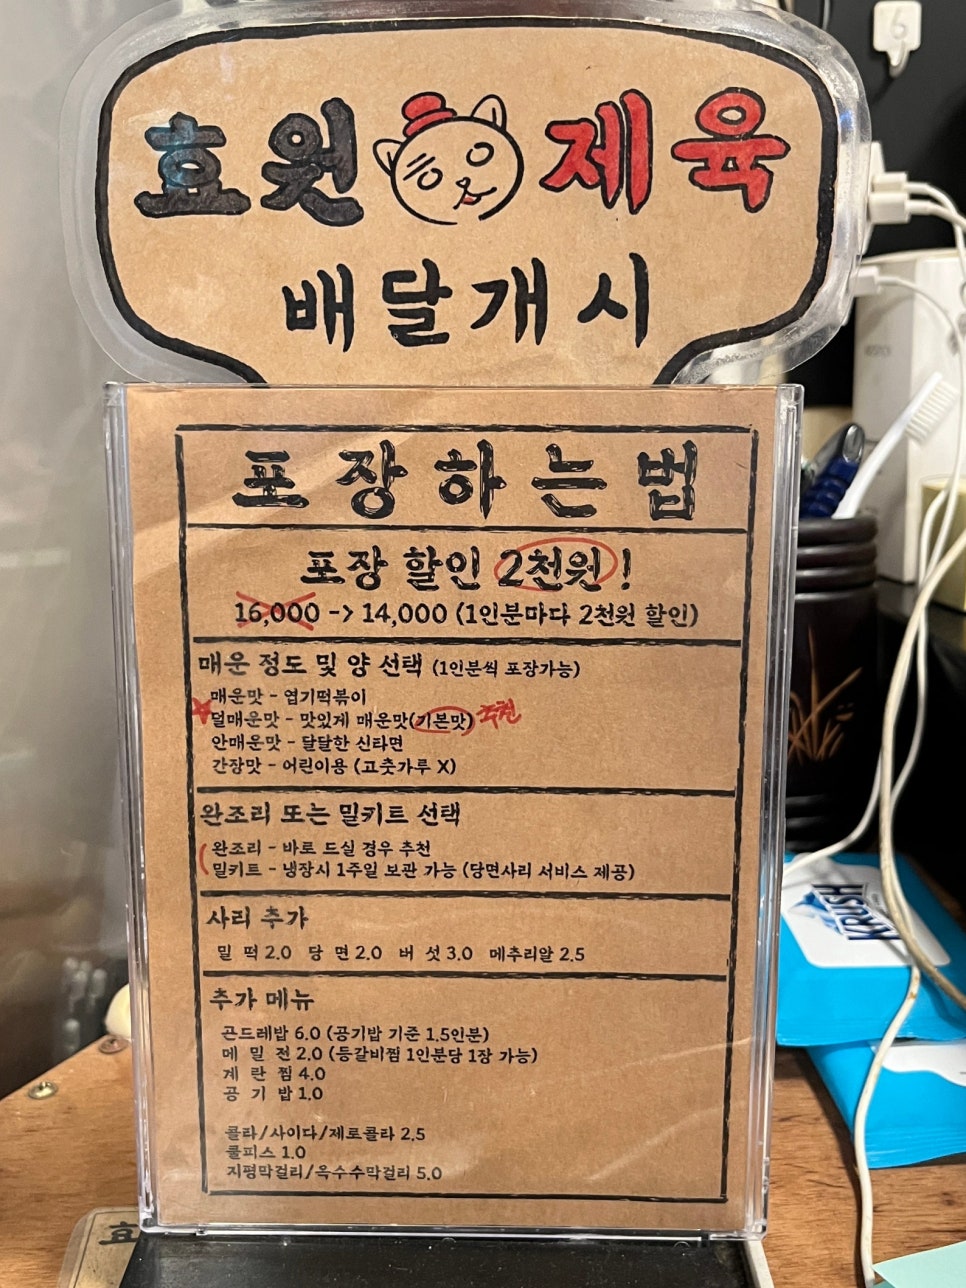 효원 제육
배달개시
포장하는법
포장 할인 2천원!
16,000 -> 14,000 (1인분마다 2천원 할인)
매운 정도 및 양 선택 (1인분씩 포장가능)
매운맛 - 엽기떡볶이
덜매운맛 - 맛있게 매운맛(기본맛) 추천
안매운맛 - 달달한 신라면
간장맛 - 어린이용 (고춧가루 X)
완조리 또는 밀키트 선택
완조리 - 바로 드실 경우 추천
밀키트 - 냉장시 1주일 보관 가능 (당면사리 서비스 제공)
사리 추가
밀 떡 2.0 당 면 2.0 버 섯 3.0 메추리알 2.5
추가 메뉴
곤드레밥 6.0 (공기밥 기준 1.5인분)
메 밀 전 2.0 (등갈비찜 1인분당 1장 가능)
계 란 찜 4.0
공 기 밥 1.0
콜라/사이다/제로콜라 2.5
쿨피스 1.0
지평막걸리/옥수수막걸리 5.0
KRUSH
6
효